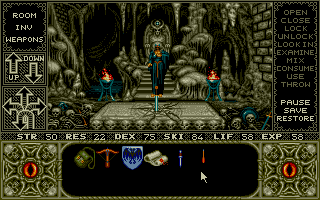 ROOM
INV
WEAPONS
UP
DOWN
OPEN
CLOSE
LOCK
UNLOCK
LOOK IN
EXAMINE
MIX
CONSUME
USE
THROW
PAUSE
SAVE
RESTORE
STR 50 RES 22 DEX 75 SKI 84 LIF 58 EXP 58